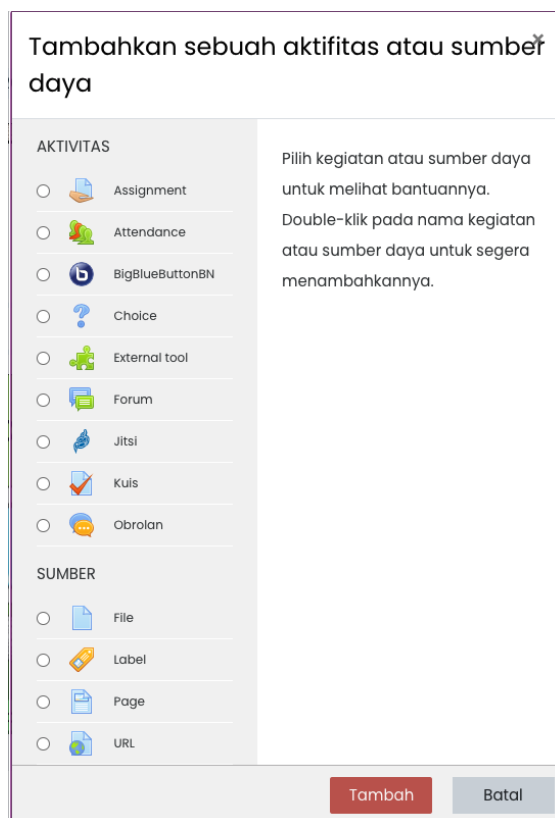 Tambahkan sebuah aktifitas atau sumber
daya
×
AKTIVITAS
Assignment
Attendance
BigBlueButtonBN
Choice
External tool
Forum
Jitsi
Kuis
Obrolan
SUMBER
File
Label
Page
URL
Pilih kegiatan atau sumber daya
untuk melihat bantuannya.
Double-klik pada nama kegiatan
atau sumber daya untuk segera
menambahkannya.
Tambah
Batal